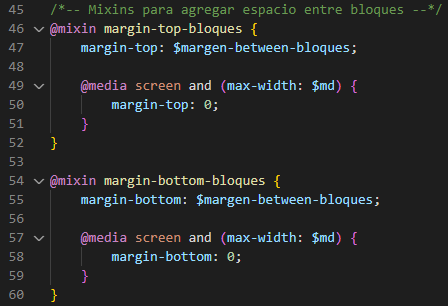 45 /*-- Mixins para agregar espacio entre bloques --*/
46 @mixin margin-top-bloques {
47 margin-top: $margen-between-bloques;
48
49 @media screen and (max-width: $md) {
50 margin-top: 0;
51 }
52 }
53
54 @mixin margin-bottom-bloques {
55 margin-bottom: $margen-between-bloques;
56
57 @media screen and (max-width: $md) {
58 margin-bottom: 0;
59 }
60 }